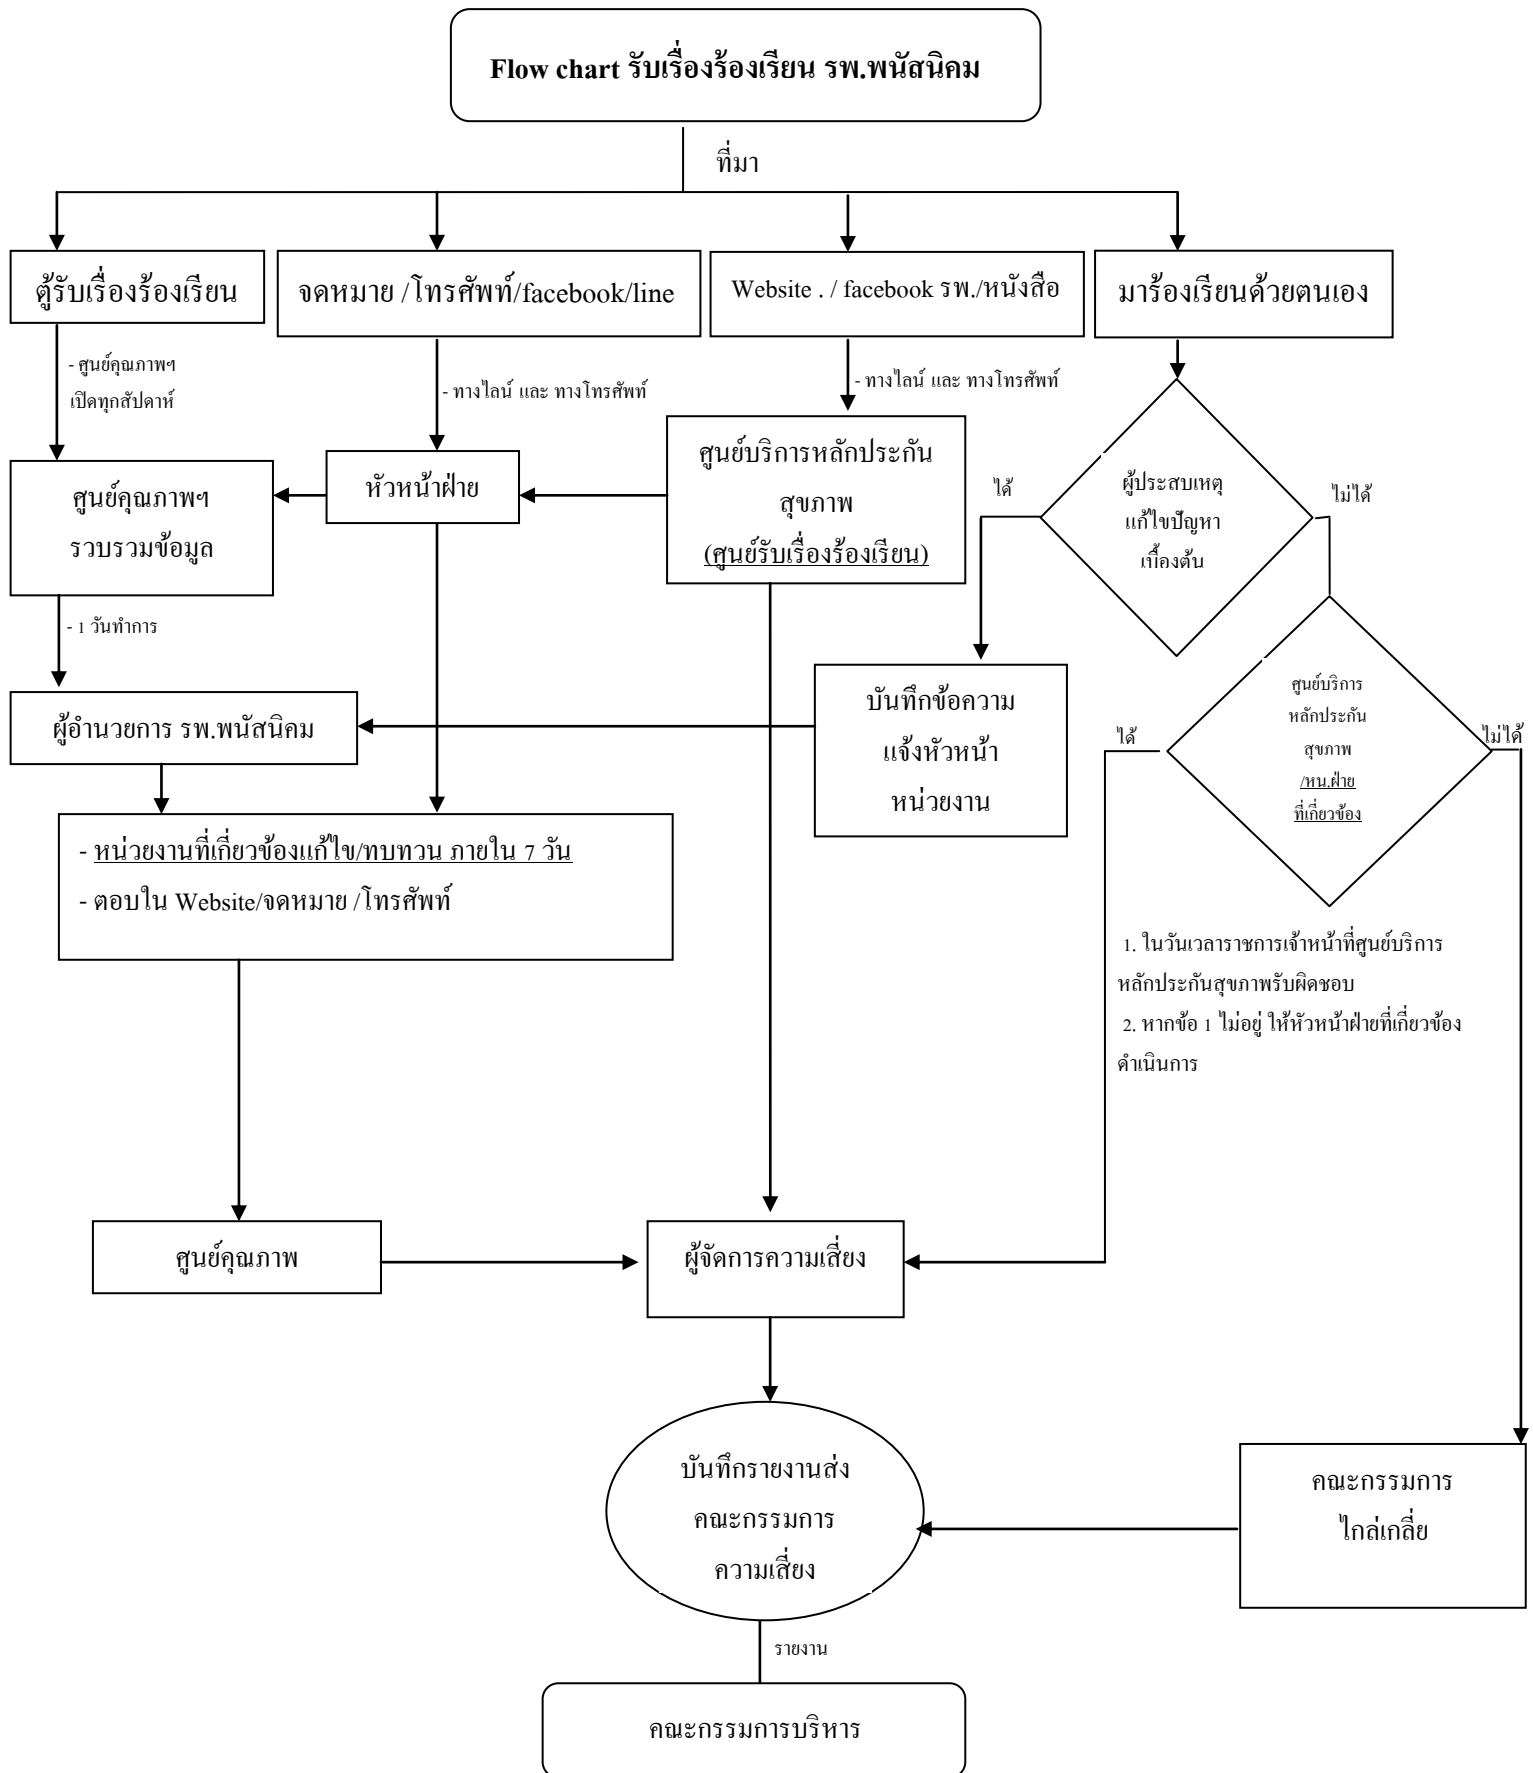 Flow chart รับเรื่องร้องเรียน รพ.พนัสนิคม
ที่มา
ตู้รับเรื่องร้องเรียน
จดหมาย /โทรศัพท์/facebook/line
Website . / facebook รพ./หนังสือ
มาร้องเรียนด้วยตนเอง
- ศูนย์คุณภาพฯ
เปิดทุกสัปดาห์
- ทางไลน์ และ ทางโทรศัพท์
- ทางไลน์ และ ทางโทรศัพท์
ศูนย์คุณภาพฯ
รวบรวมข้อมูล
หัวหน้าฝ่าย
ศูนย์บริการหลักประกัน
สุขภาพ
(ศูนย์รับเรื่องร้องเรียน)
ได้
ผู้ประสบเหตุ
แก้ไขปัญหา
เบื้องต้น
ไม่ได้
- 1 วันทำการ
ผู้อำนวยการ รพ.พนัสนิคม
บันทึกข้อความ
แจ้งหัวหน้า
หน่วยงาน
ได้
ศูนย์บริการ
หลักประกัน
สุขภาพ
/หน.ฝ่าย
ที่เกี่ยวข้อง
ไม่ได้
- หน่วยงานที่เกี่ยวข้องแก้ไข/ทบทวน ภายใน 7 วัน
- ตอบใน Website/จดหมาย /โทรศัพท์
1. ในวันเวลาราชการเจ้าหน้าที่ศูนย์บริการ
หลักประกันสุขภาพรับผิดชอบ
2. หากข้อ 1 ไม่อยู่ ให้หัวหน้าฝ่ายที่เกี่ยวข้อง
ดำเนินการ
ศูนย์คุณภาพ
ผู้จัดการความเสี่ยง
บันทึกรายงานส่ง
คณะกรรมการ
ความเสี่ยง
คณะกรรมการ
ไกล่เกลี่ย
รายงาน
คณะกรรมการบริหาร